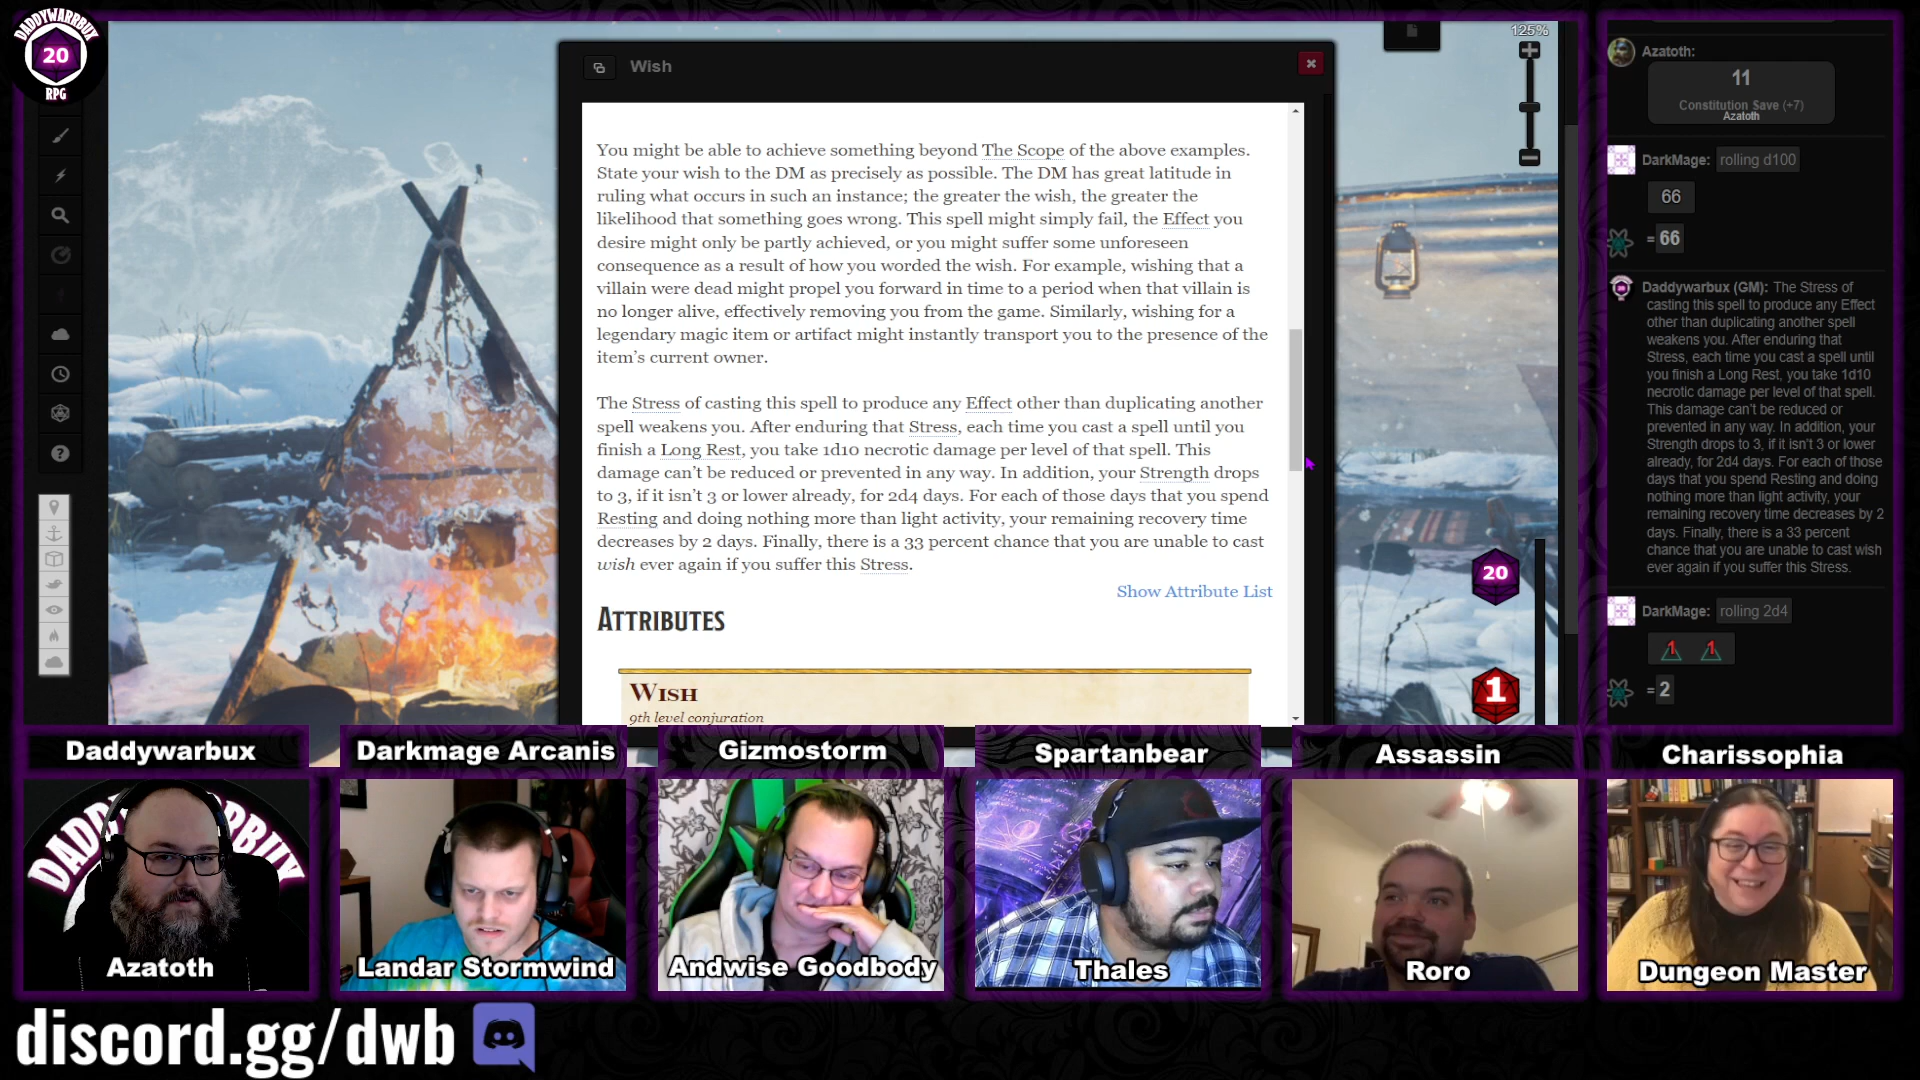 DADDYWARRBUX
20
RPG
Wish
125%
You might be able to achieve something beyond The Scope of the above examples.
State your wish to the DM as precisely as possible. The DM has great latitude in
ruling what occurs in such an instance; the greater the wish, the greater the
likelihood that something goes wrong. This spell might simply fail, the Effect you
desire might only be partly achieved, or you might suffer some unforeseen
consequence as a result of how you worded the wish. For example, wishing that a
villain were dead might propel you forward in time to a period when that villain is
no longer alive, effectively removing you from the game. Similarly, wishing for a
legendary magic item or artifact might instantly transport you to the presence of the
item's current owner.
The Stress of casting this spell to produce any Effect other than duplicating another
spell weakens you. After enduring that Stress, each time you cast a spell until you
finish a Long Rest, you take 1d10 necrotic damage per level of that spell. This
damage can't be reduced or prevented in any way. In addition, your Strength drops
to 3, if it isn't 3 or lower already, for 2d4 days. For each of those days that you spend
Resting and doing nothing more than light activity, your remaining recovery time
decreases by 2 days. Finally, there is a 33 percent chance that you are unable to cast
wish ever again if you suffer this Stress.
Show Attribute List
ATTRIBUTES
WISH
9th level conjuration
20
1
Azatoth:
11
Constitution Save (+7)
Azatoth
DarkMage: rolling d100
66
= 66
Daddywarbux (GM): The Stress of
casting this spell to produce any Effect
other than duplicating another spell
weakens you. After enduring that
Stress, each time you cast a spell until
you finish a Long Rest, you take 1d10
necrotic damage per level of that spell.
This damage can't be reduced or
prevented in any way. In addition, your
Strength drops to 3, if it isn't 3 or lower
already, for 2d4 days. For each of those
days that you spend Resting and doing
nothing more than light activity, your
remaining recovery time decreases by 2
days. Finally, there is a 33 percent
chance that you are unable to cast wish
ever again if you suffer this Stress.
DarkMage: rolling 2d4
1 1
= 2
Daddywarbux
Darkmage Arcanis
Gizmostorm
Spartanbear
Assassin
Charissophia
Azatoth
Landar Stormwind
Andwise Goodbody
Thales
Roro
Dungeon Master
discord.gg/dwb